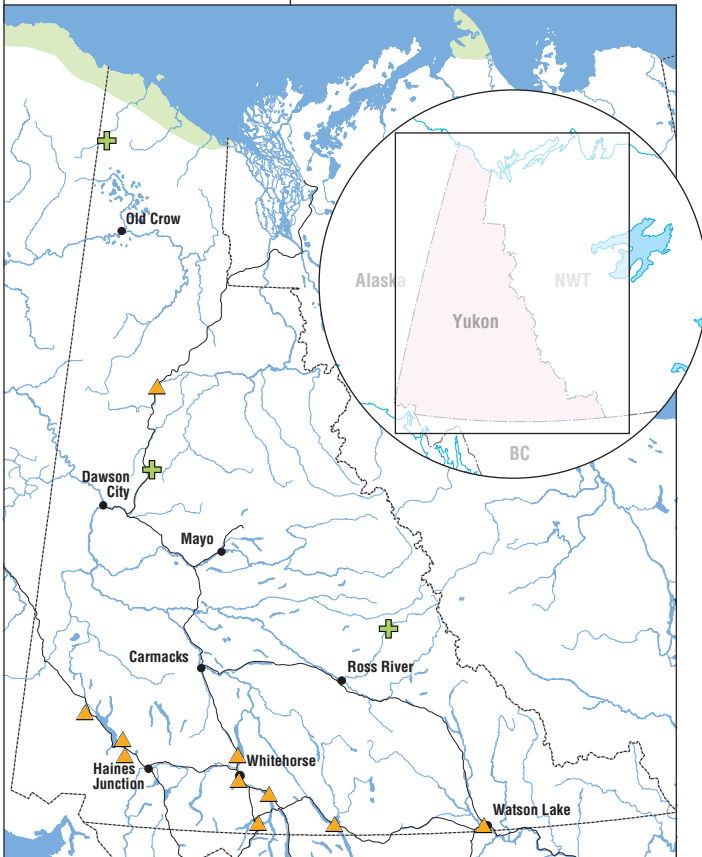 Old Crow
Alaska
NWT
Yukon
BC
Dawson
City
Mayo
Carmacks
Ross River
Whitehorse
Haines
Junction
Watson Lake